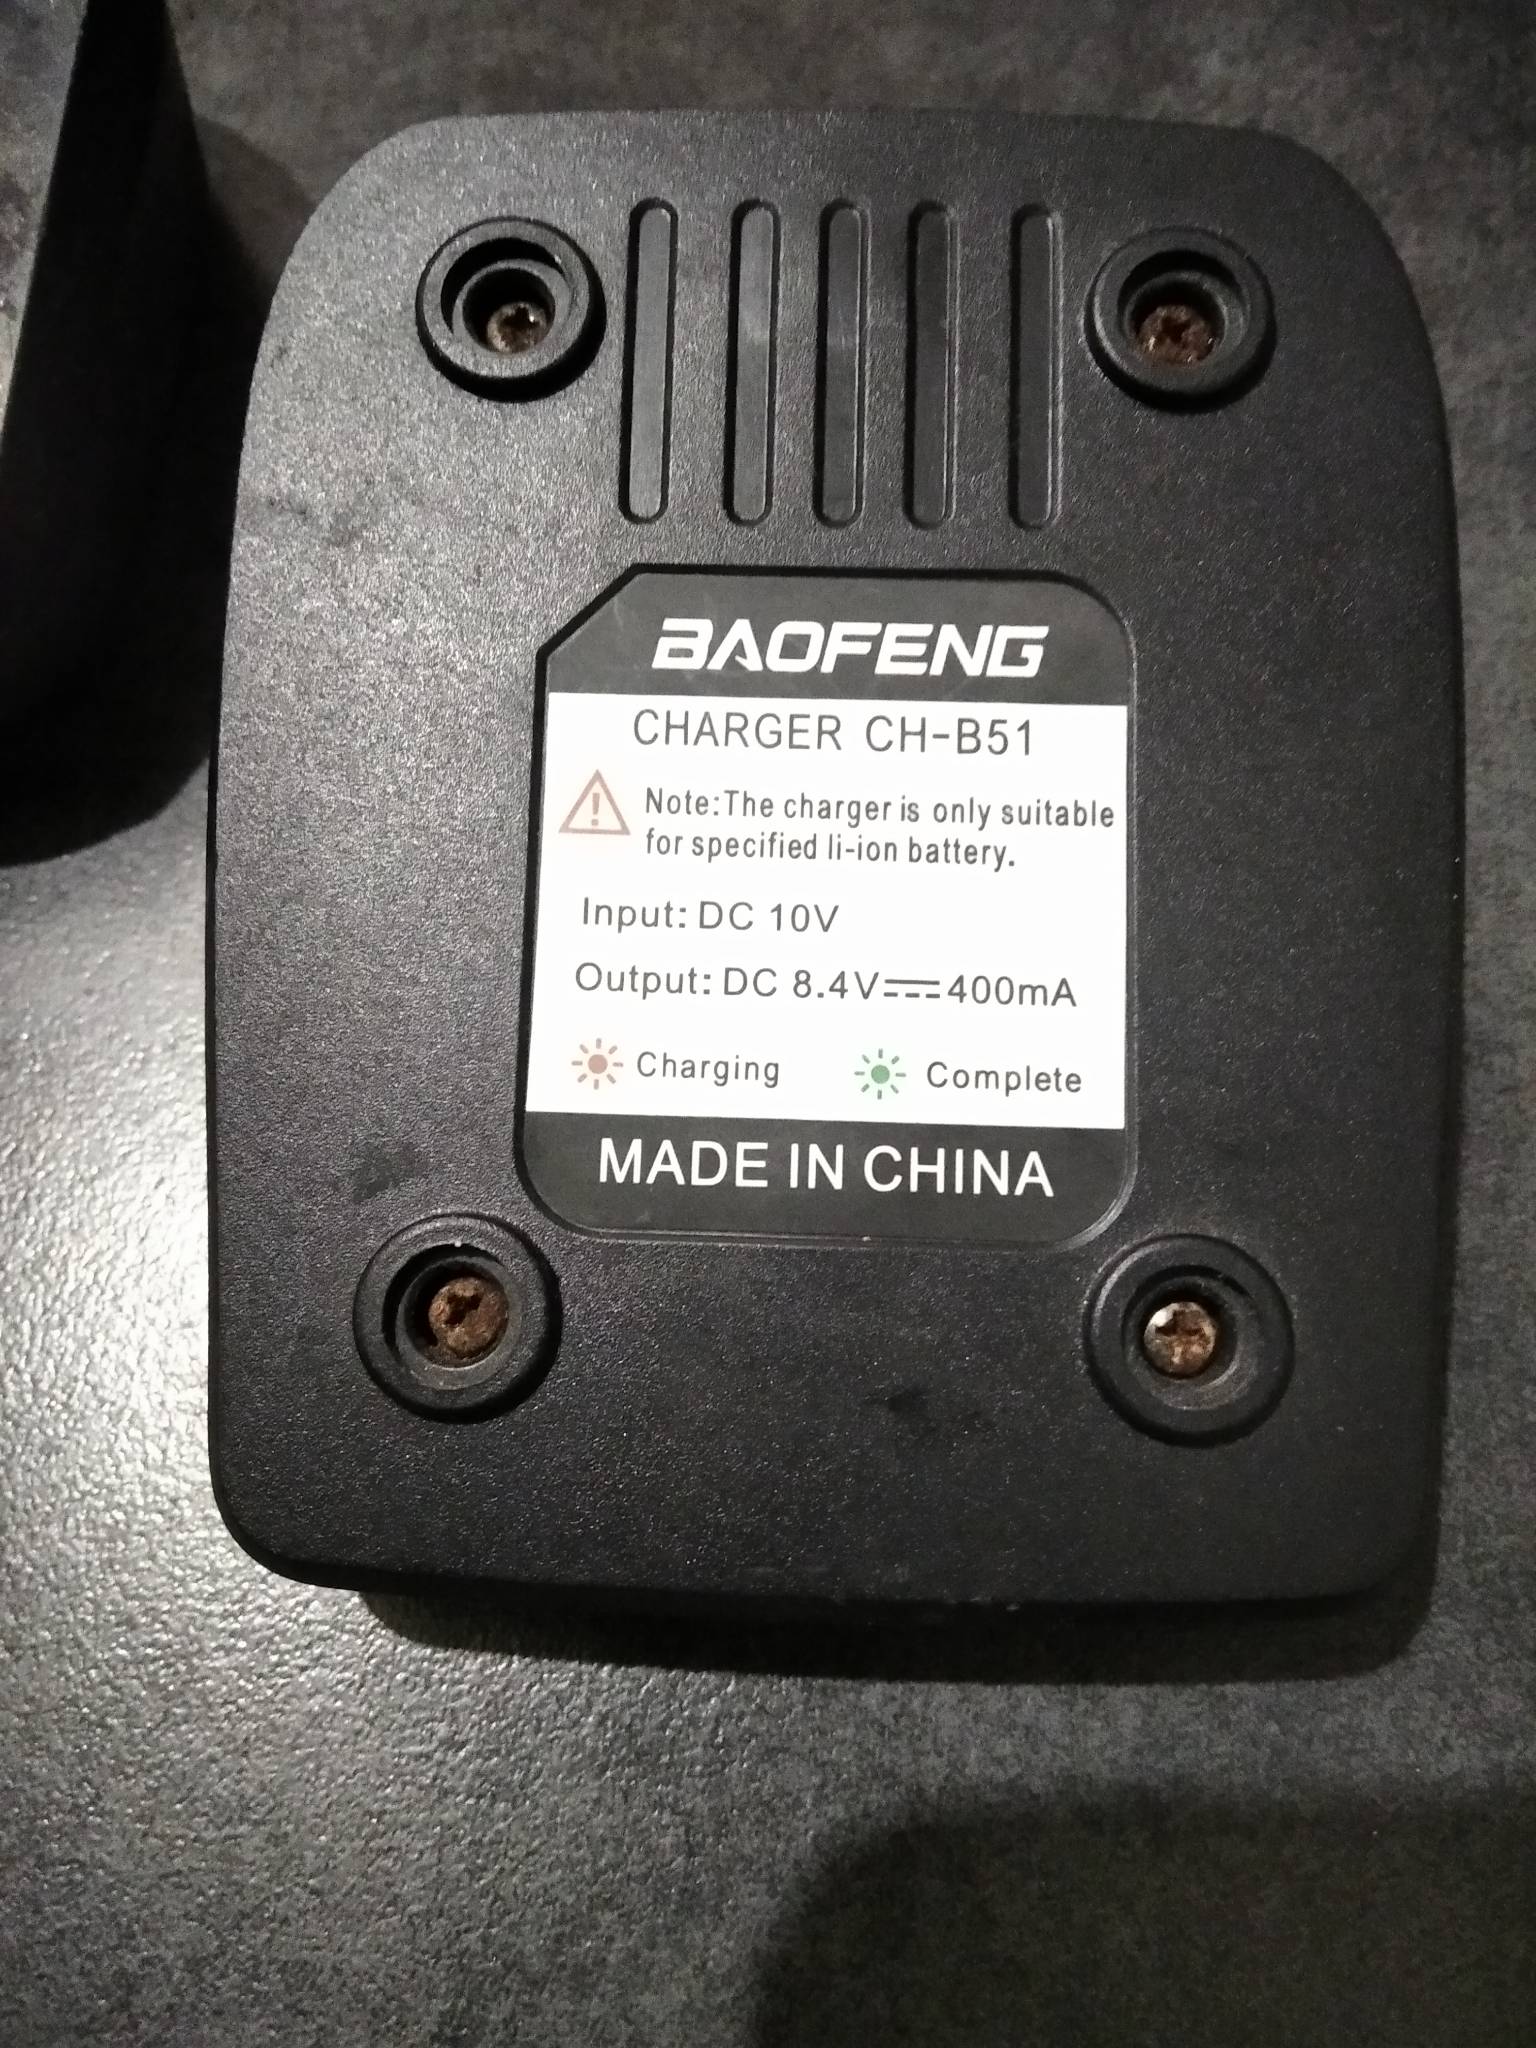 BAOFENG
CHARGER CH-B51
Note:The charger is only suitable
for specified li-ion battery.
Input: DC 10V
Output: DC 8.4V⎓400mA
Charging Complete
MADE IN CHINA